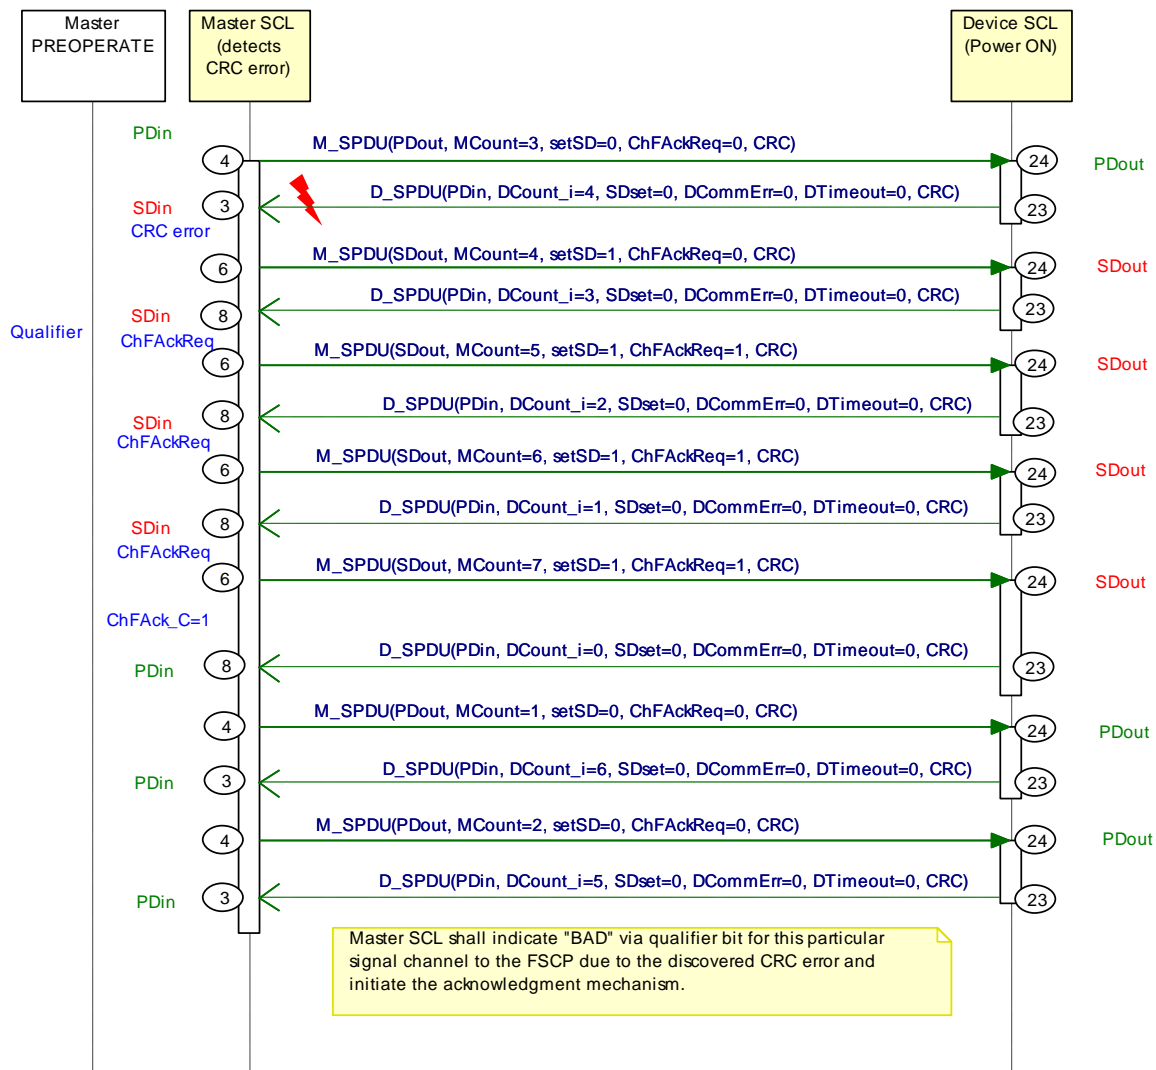 Master
PREOPERATE
Master SCL
(detects
CRC error)
Device SCL
(Power ON)
PDin
M_SPDU(PDout, MCount=3, setSD=0, ChFAckReq=0, CRC)
4
24
PDout
D_SPDU(PDin, DCount_i=4, SDset=0, DCommErr=0, DTimeout=0, CRC)
SDin
3
23
CRC error
M_SPDU(SDout, MCount=4, setSD=1, ChFAckReq=0, CRC)
6
24
SDout
D_SPDU(PDin, DCount_i=3, SDset=0, DCommErr=0, DTimeout=0, CRC)
SDin
8
23
Qualifier
ChFAckReq
M_SPDU(SDout, MCount=5, setSD=1, ChFAckReq=1, CRC)
6
24
SDout
D_SPDU(PDin, DCount_i=2, SDset=0, DCommErr=0, DTimeout=0, CRC)
SDin
8
23
ChFAckReq
M_SPDU(SDout, MCount=6, setSD=1, ChFAckReq=1, CRC)
6
24
SDout
D_SPDU(PDin, DCount_i=1, SDset=0, DCommErr=0, DTimeout=0, CRC)
SDin
8
23
ChFAckReq
M_SPDU(SDout, MCount=7, setSD=1, ChFAckReq=1, CRC)
6
24
SDout
ChFAck_C=1
D_SPDU(PDin, DCount_i=0, SDset=0, DCommErr=0, DTimeout=0, CRC)
PDin
8
23
M_SPDU(PDout, MCount=1, setSD=0, ChFAckReq=0, CRC)
4
24
PDout
D_SPDU(PDin, DCount_i=6, SDset=0, DCommErr=0, DTimeout=0, CRC)
PDin
3
23
M_SPDU(PDout, MCount=2, setSD=0, ChFAckReq=0, CRC)
4
24
PDout
D_SPDU(PDin, DCount_i=5, SDset=0, DCommErr=0, DTimeout=0, CRC)
PDin
3
23
Master SCL shall indicate "BAD" via qualifier bit for this particular
signal channel to the FSCP due to the discovered CRC error and
initiate the acknowledgment mechanism.